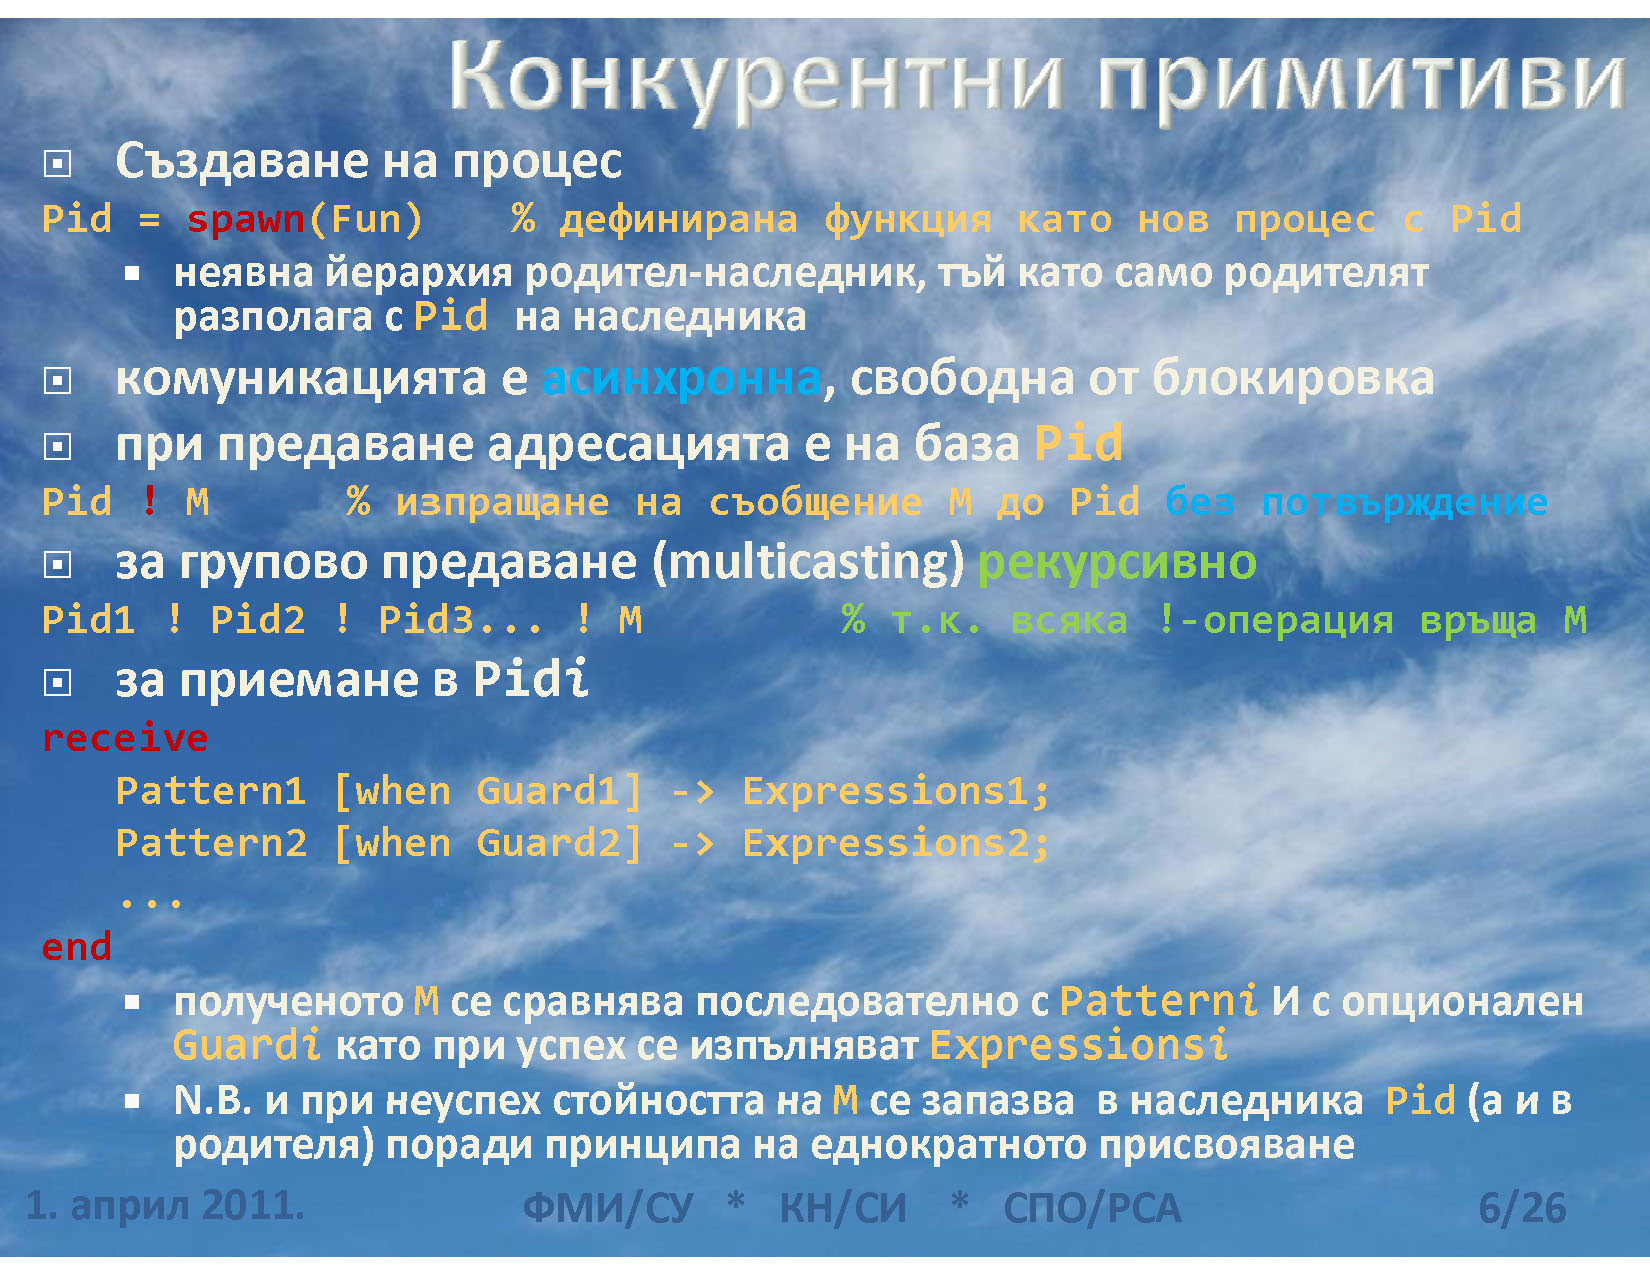 Конкурентни примитиви
Създаване на процес
Pid = spawn(Fun) % дефинирана функция като нов процес с Pid
неявна йерархия родител-наследник, тъй като само родителят
разполага с Pid на наследника
комуникацията е асинхронна, свободна от блокировка
при предаване адресацията е на база Pid
Pid ! M % изпращане на съобщение M до Pid без потвърждение
за групово предаване (multicasting) рекурсивно
Pid1 ! Pid2 ! Pid3... ! M % т.к. всяка !-операция връща M
за приемане в Pidi
receive
Pattern1 [when Guard1] -> Expressions1;
Pattern2 [when Guard2] -> Expressions2;
...
end
полученото M се сравнява последователно с Patterni И с опционален
Guardi като при успех се изпълняват Expressionsi
N.B. и при неуспех стойността на M се запазва в наследника Pid (а и в
родителя) поради принципа на еднократното присвояване
1. април 2011. ФМИ/СУ * КН/СИ * СПО/РСА 6/26